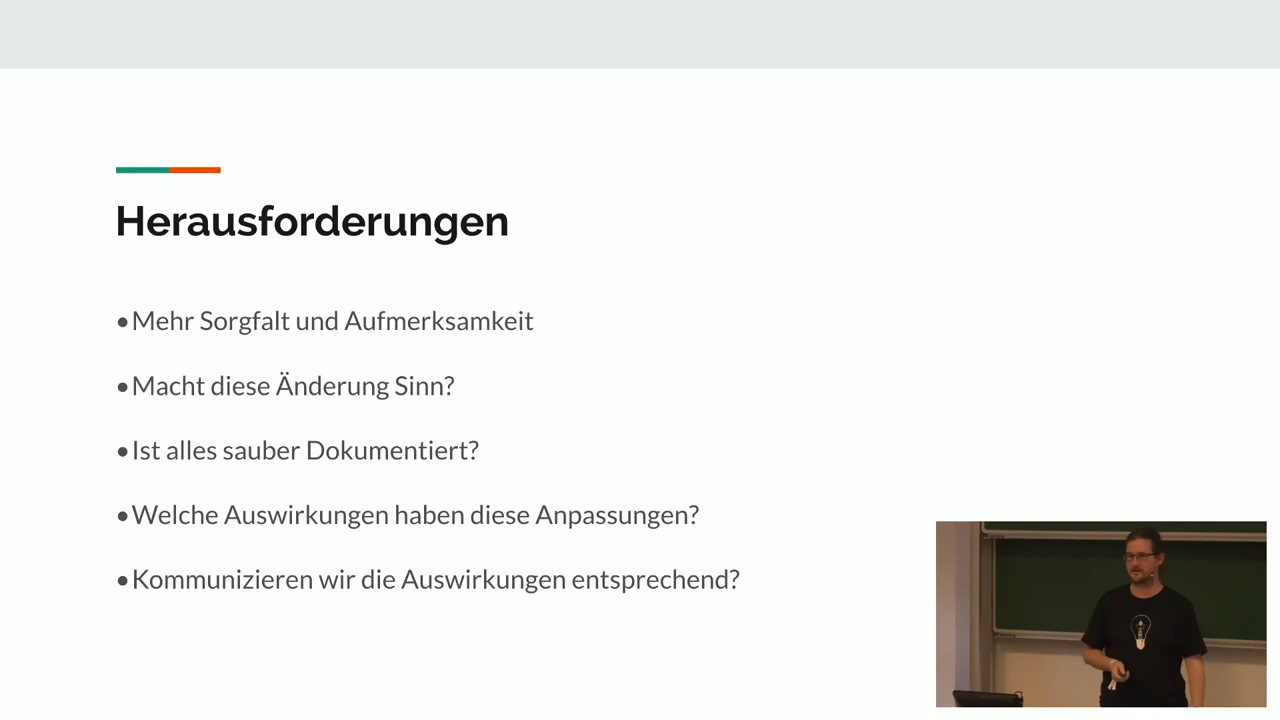 Herausforderungen
•Mehr Sorgfalt und Aufmerksamkeit
•Macht diese Änderung Sinn?
•Ist alles sauber Dokumentiert?
•Welche Auswirkungen haben diese Anpassungen?
•Kommunizieren wir die Auswirkungen entsprechend?